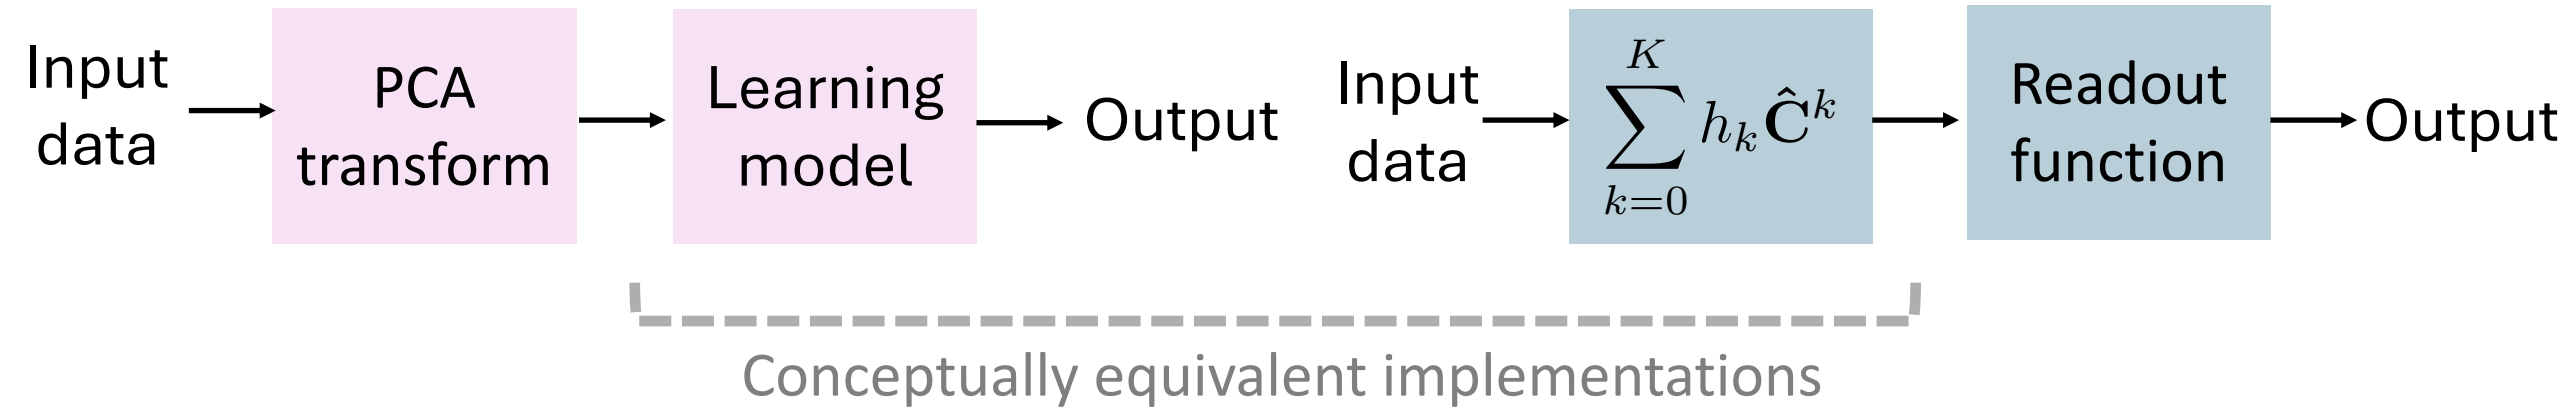 Input
data
PCA
transform
Learning
model
Output
Input
data
$\sum_{k=0}^{K} h_k \hat{\mathbf{C}}^k$
Readout
function
Output
Conceptually equivalent implementations